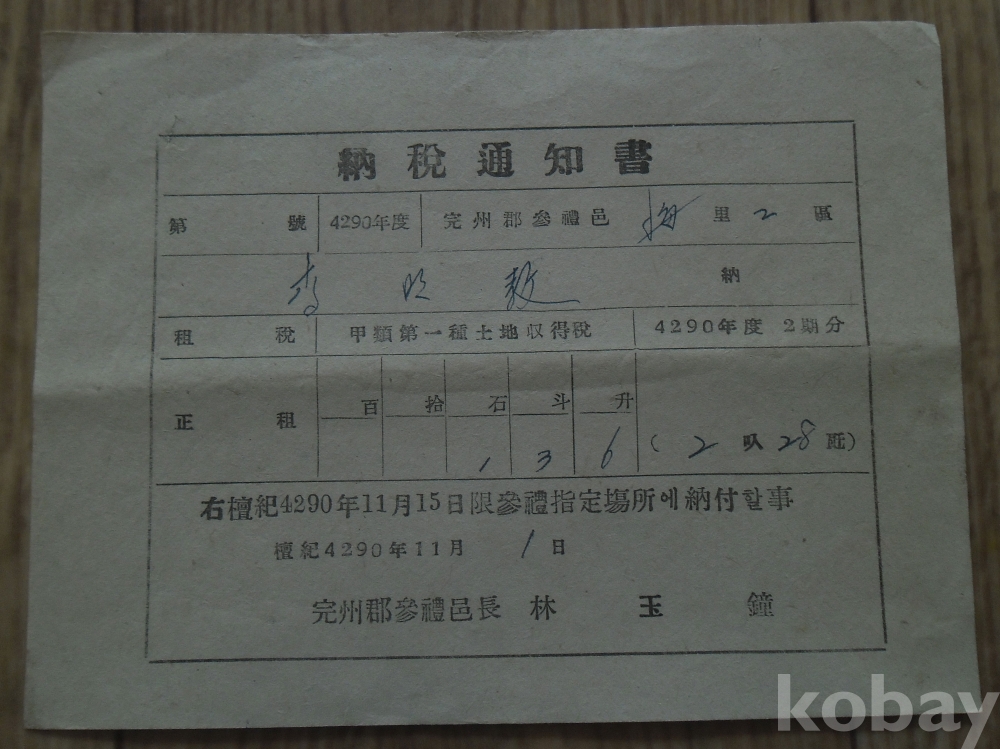 納稅通知書
第 號 4290年度 完州郡參禮邑 里 2 區
李 納
租 稅 甲類第一種土地収得稅 4290年度 2期分
正 租 百 拾 石 斗 升
1 3 6 (2 叺 28 瓩)
右檀紀4290年11月15日限參禮指定場所에納付할事
檀紀4290年11月 1日
完州郡參禮邑長 林 玉 鐘
kobay